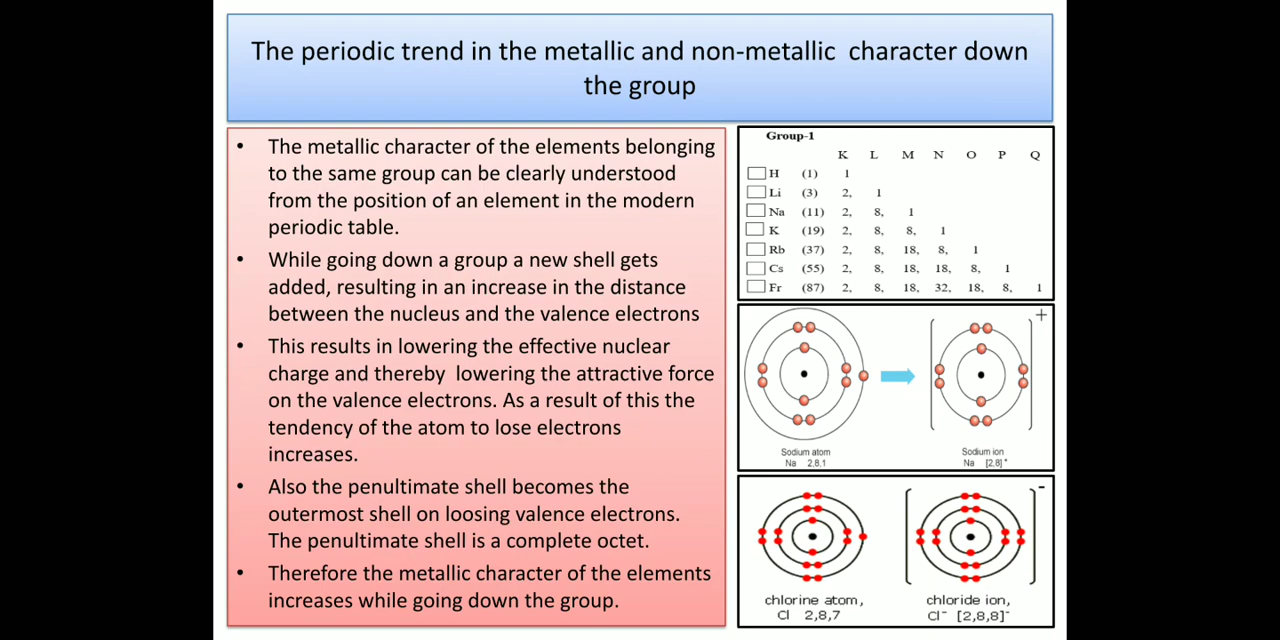 The periodic trend in the metallic and non-metallic character down
the group
• The metallic character of the elements belonging
to the same group can be clearly understood
from the position of an element in the modern
periodic table.
• While going down a group a new shell gets
added, resulting in an increase in the distance
between the nucleus and the valence electrons
• This results in lowering the effective nuclear
charge and thereby lowering the attractive force
on the valence electrons. As a result of this the
tendency of the atom to lose electrons
increases.
• Also the penultimate shell becomes the
outermost shell on loosing valence electrons.
The penultimate shell is a complete octet.
• Therefore the metallic character of the elements
increases while going down the group.
Group-1
K L M N O P Q
H (1) 1
Li (3) 2, 1
Na (11) 2, 8, 1
K (19) 2, 8, 8, 1
Rb (37) 2, 8, 18, 8, 1
Cs (55) 2, 8, 18, 18, 8, 1
Fr (87) 2, 8, 18, 32, 18, 8, 1
+
Sodium atom
Na 2,8,1
Sodium ion
Na [2,8]⁺
-
chlorine atom,
Cl 2,8,7
chloride ion,
Cl⁻ [2,8,8]⁻